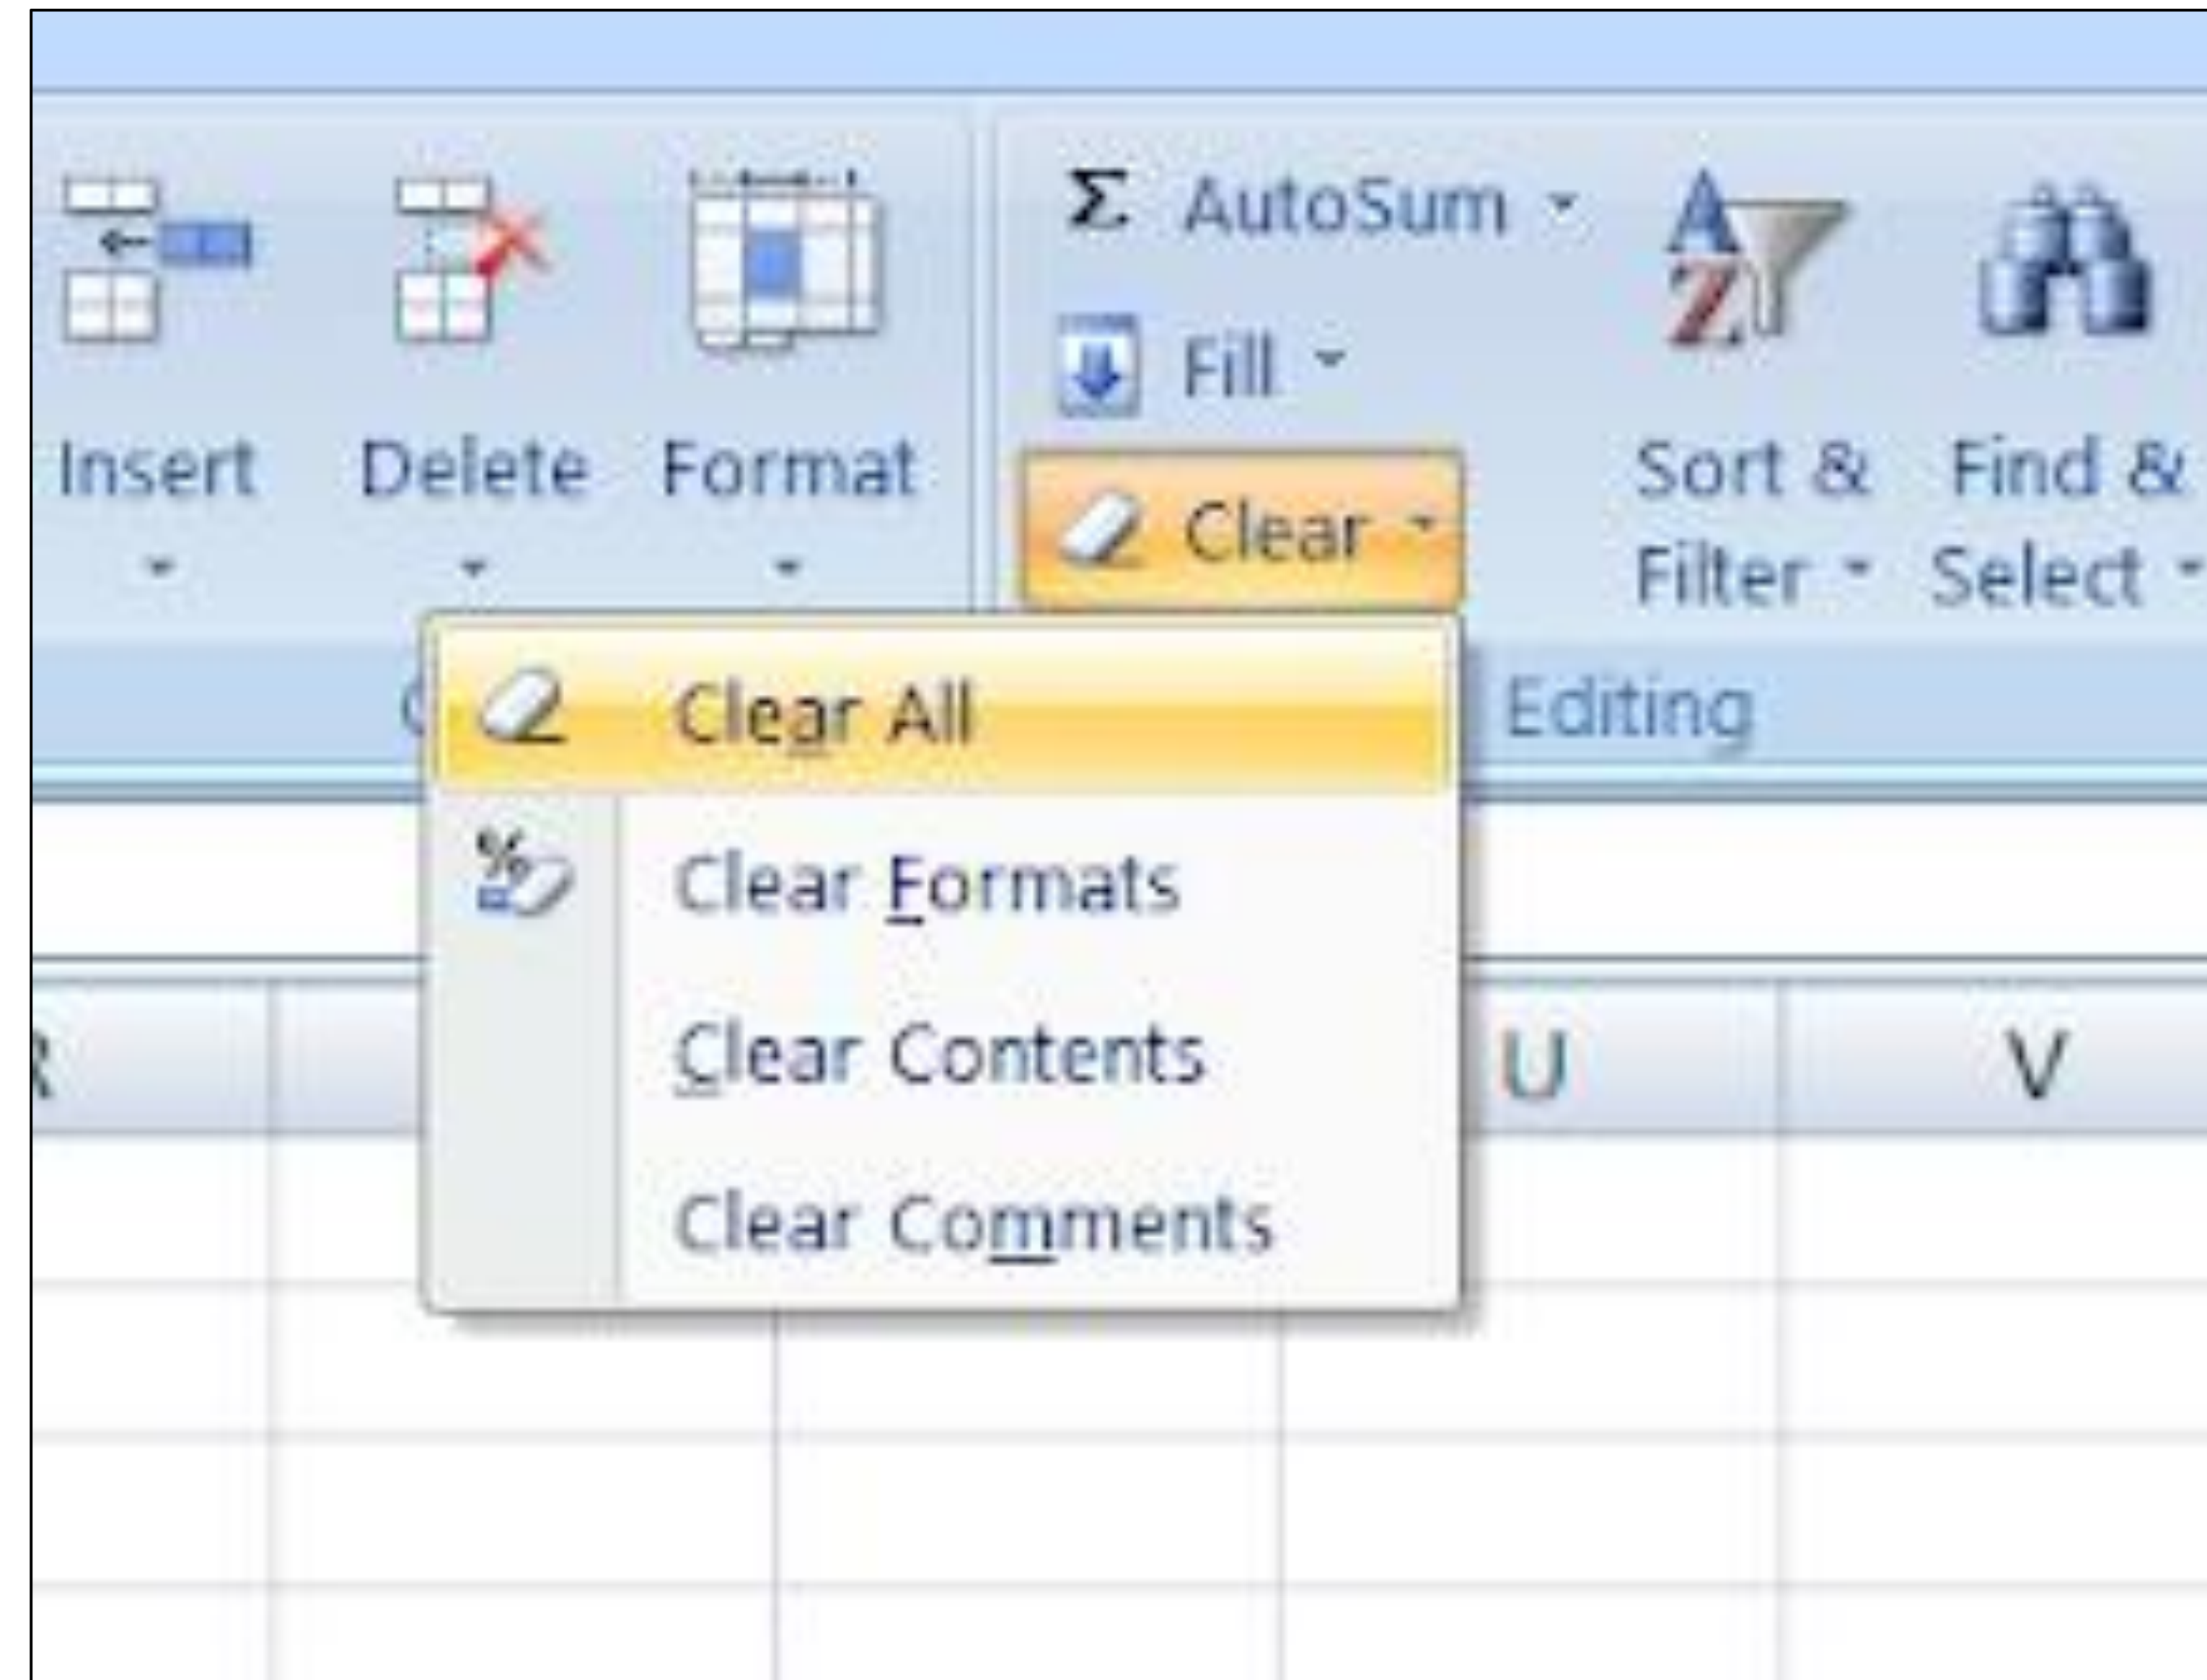 Insert
Delete
Format
Σ AutoSum
Fill
Clear
Sort &
Filter
Find &
Select
Editing
Clear All
Clear Formats
Clear Contents
Clear Comments
R
U
V